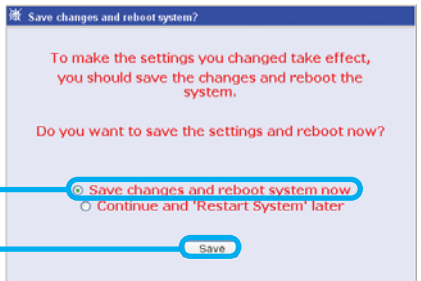 Save changes and reboot system?
To make the settings you changed take effect,
you should save the changes and reboot the
system.
Do you want to save the settings and reboot now?
Save changes and reboot system now
Continue and 'Restart System' later
Save